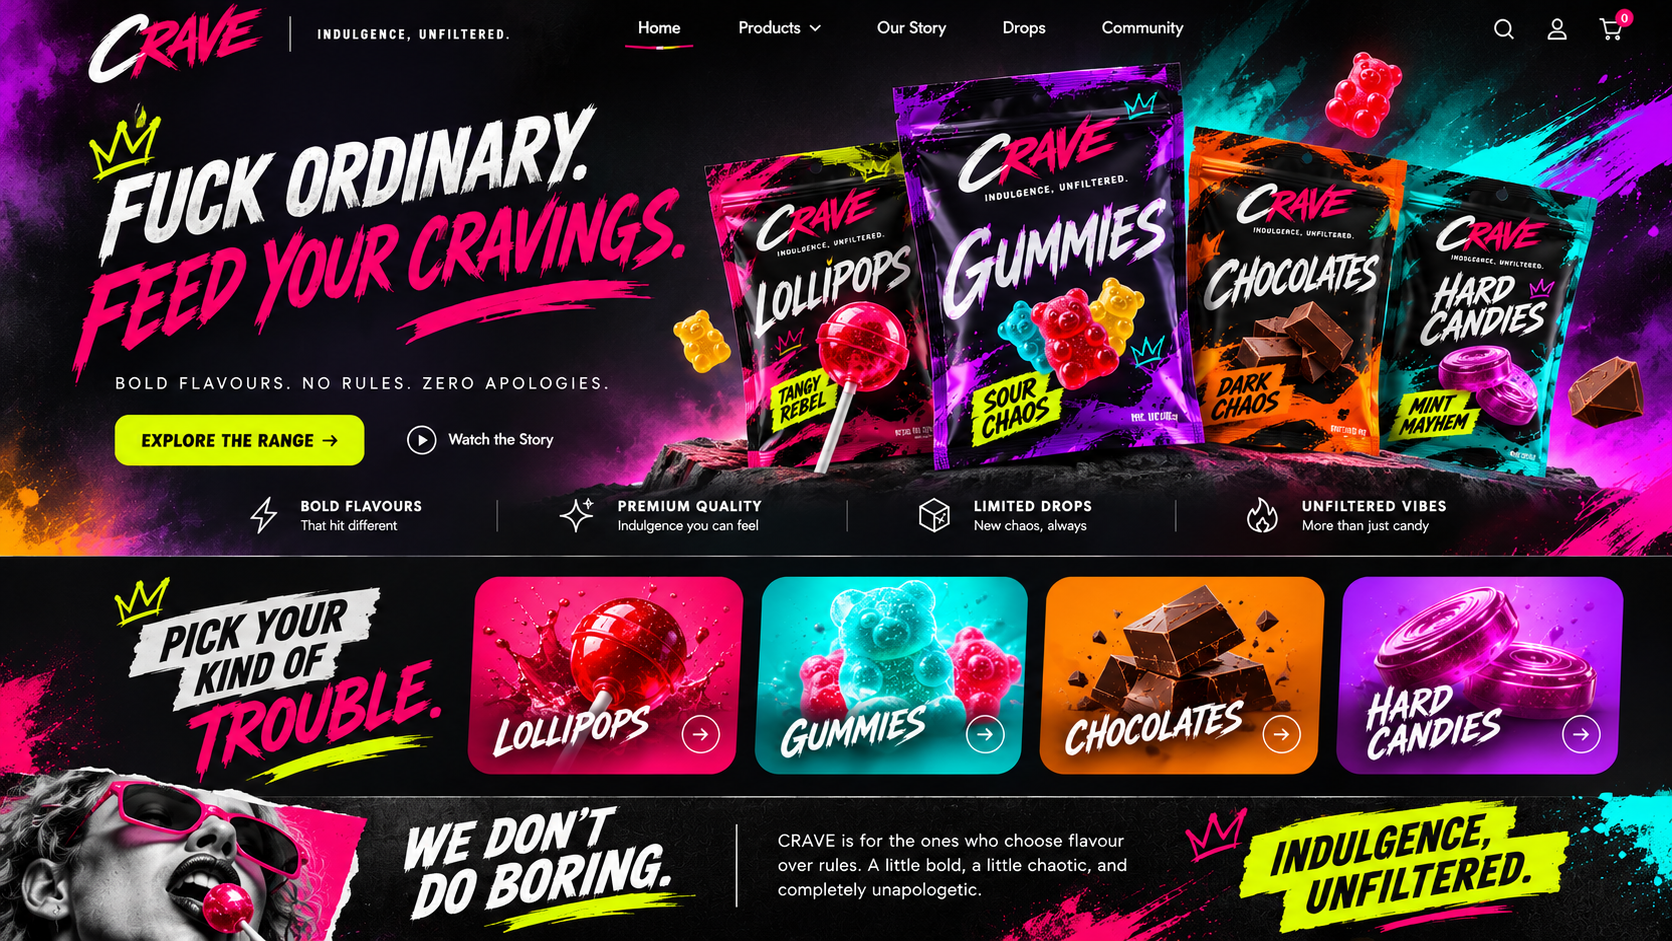 CRAVE
INDULGENCE, UNFILTERED.
Home
Products
Our Story
Drops
Community
0
FUCK ORDINARY.
FEED YOUR CRAVINGS.
BOLD FLAVOURS. NO RULES. ZERO APOLOGIES.
EXPLORE THE RANGE →
Watch the Story
CRAVE
INDULGENCE, UNFILTERED.
LOLLIPOPS
TANGY
REBEL
CRAVE
INDULGENCE, UNFILTERED.
GUMMIES
SOUR
CHAOS
CRAVE
INDULGENCE, UNFILTERED.
CHOCOLATES
DARK
CHAOS
CRAVE
HARD
CANDIES
MINT
MAYHEM
BOLD FLAVOURS
That hit different
PREMIUM QUALITY
Indulgence you can feel
LIMITED DROPS
New chaos, always
UNFILTERED VIBES
More than just candy
PICK YOUR
KIND OF
TROUBLE.
LOLLIPOPS
GUMMIES
CHOCOLATES
HARD
CANDIES
WE DON'T
DO BORING.
CRAVE is for the ones who choose flavour
over rules. A little bold, a little chaotic, and
completely unapologetic.
INDULGENCE,
UNFILTERED.